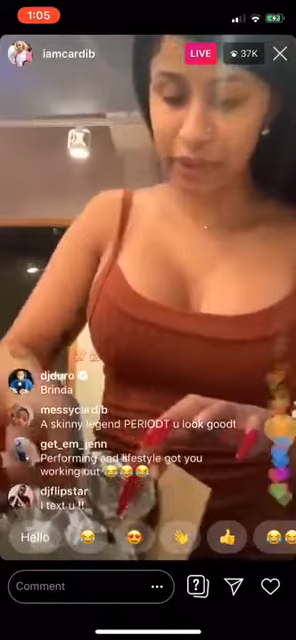 1:05
iamcardib
LIVE
37K
djduro
Brinda
messycardib
A skinny legend PERIODT u look goodt
get_em_jenn
Performing and lifestyle got you
working out 😂😂😂
djflipstar
I text u !!
Hello
Comment